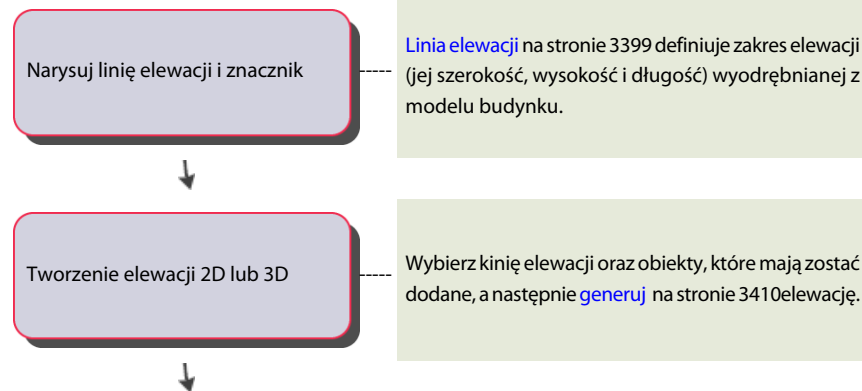 Narysuj linię elewacji i znacznik
Linia elewacji na stronie 3399 definiuje zakres elewacji
(jej szerokość, wysokość i długość) wyodrębnianej z
modelu budynku.
Tworzenie elewacji 2D lub 3D
Wybierz kinię elewacji oraz obiekty, które mają zostać
dodane, a następnie generuj na stronie 3410elewację.